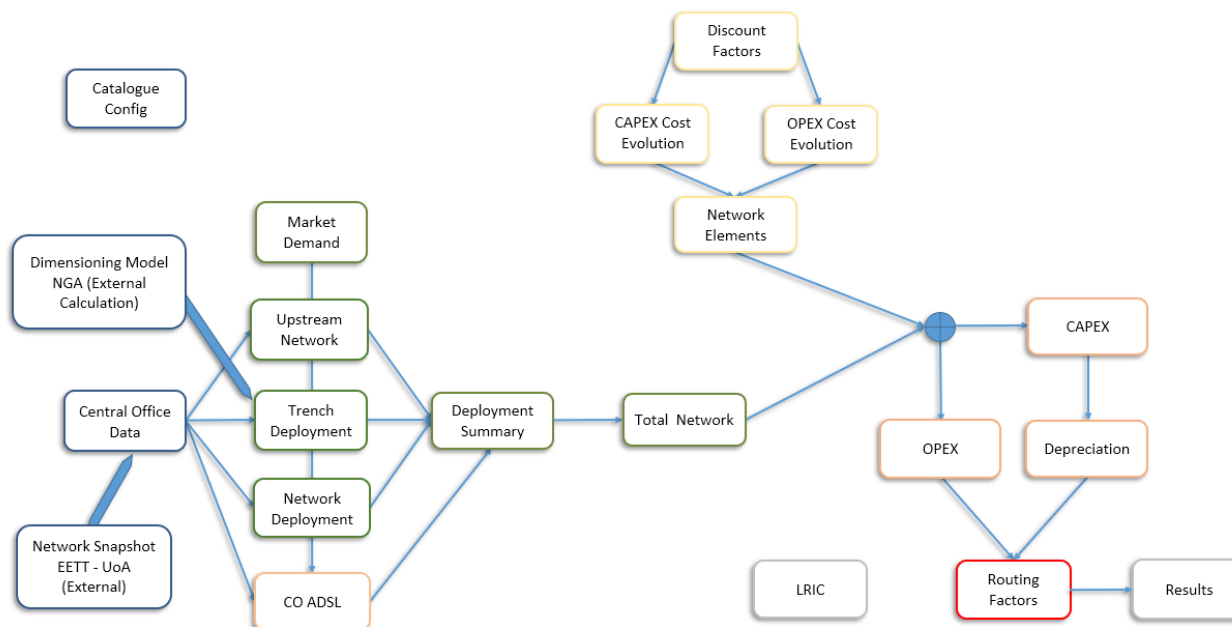 Discount
Factors
Catalogue
Config
CAPEX Cost
Evolution
OPEX Cost
Evolution
Market
Demand
Network
Elements
Dimensioning Model
NGA (External
Calculation)
Upstream
Network
CAPEX
Central Office
Data
Trench
Deployment
Deployment
Summary
Total Network
OPEX
Depreciation
Network
Deployment
Network Snapshot
EETT - UoA
(External)
CO ADSL
LRIC
Routing
Factors
Results